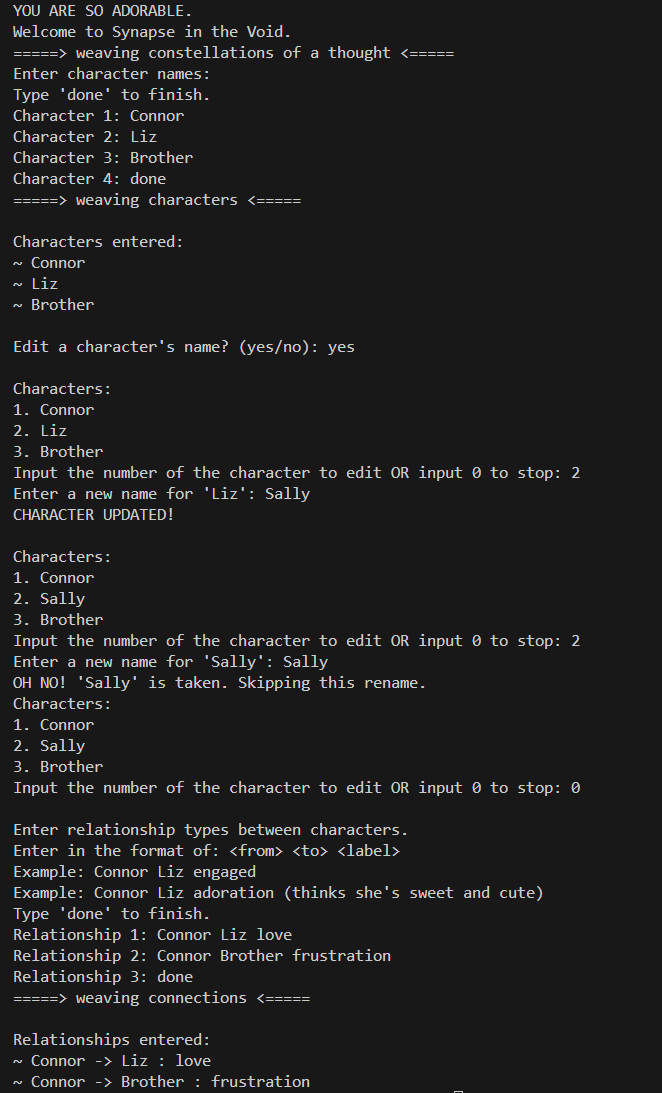 YOU ARE SO ADORABLE.
Welcome to Synapse in the Void.
=====> weaving constellations of a thought <=====
Enter character names:
Type 'done' to finish.
Character 1: Connor
Character 2: Liz
Character 3: Brother
Character 4: done
=====> weaving characters <=====

Characters entered:
~ Connor
~ Liz
~ Brother

Edit a character's name? (yes/no): yes

Characters:
1. Connor
2. Liz
3. Brother
Input the number of the character to edit OR input 0 to stop: 2
Enter a new name for 'Liz': Sally
CHARACTER UPDATED!

Characters:
1. Connor
2. Sally
3. Brother
Input the number of the character to edit OR input 0 to stop: 2
Enter a new name for 'Sally': Sally
OH NO! 'Sally' is taken. Skipping this rename.
Characters:
1. Connor
2. Sally
3. Brother
Input the number of the character to edit OR input 0 to stop: 0

Enter relationship types between characters.
Enter in the format of: <from> <to> <label>
Example: Connor Liz engaged
Example: Connor Liz adoration (thinks she's sweet and cute)
Type 'done' to finish.
Relationship 1: Connor Liz love
Relationship 2: Connor Brother frustration
Relationship 3: done
=====> weaving connections <=====

Relationships entered:
~ Connor -> Liz : love
~ Connor -> Brother : frustration